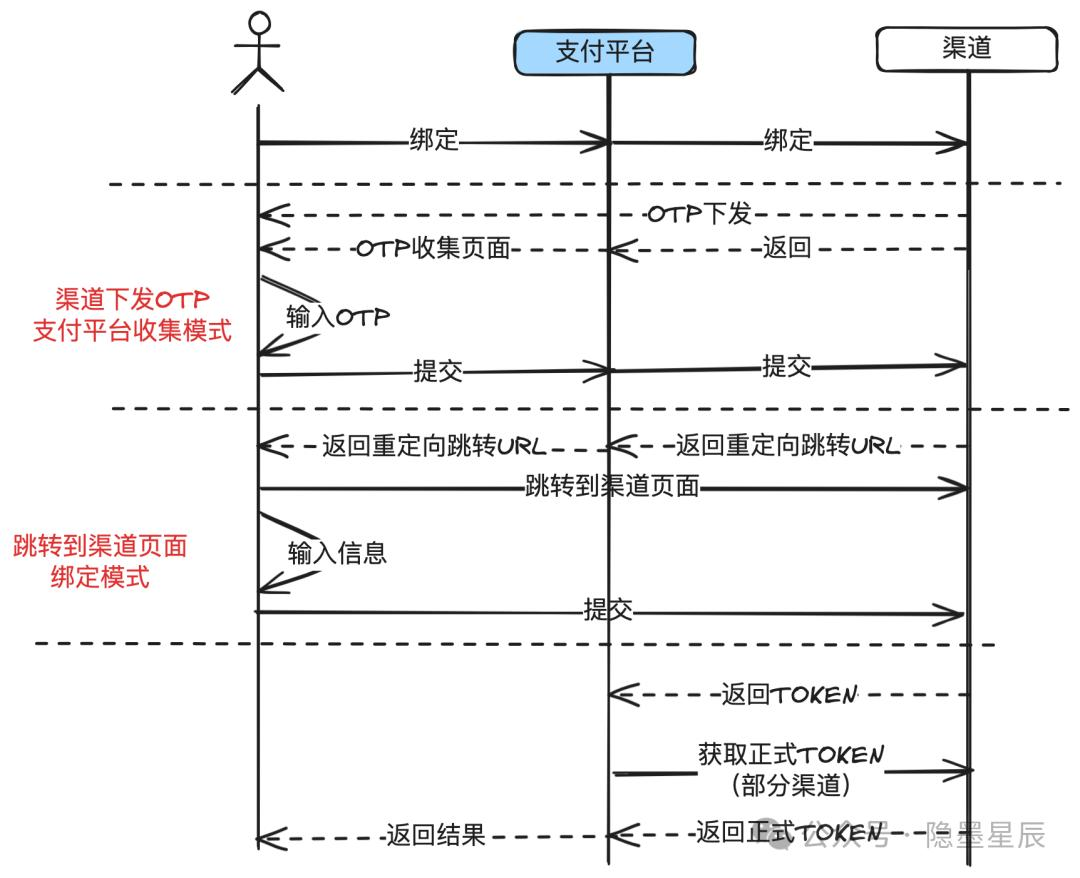 支付平台
渠道
绑定
绑定
OTP下发
OTP收集页面
返回
渠道下发OTP
支付平台收集模式
输入OTP
提交
提交
返回重定向跳转URL
返回重定向跳转URL
跳转到渠道页面
跳转到渠道页面
绑定模式
输入信息
提交
返回TOKEN
获取正式TOKEN
（部分渠道）
返回结果
返回正式TOKEN
公众号·隐墨星辰